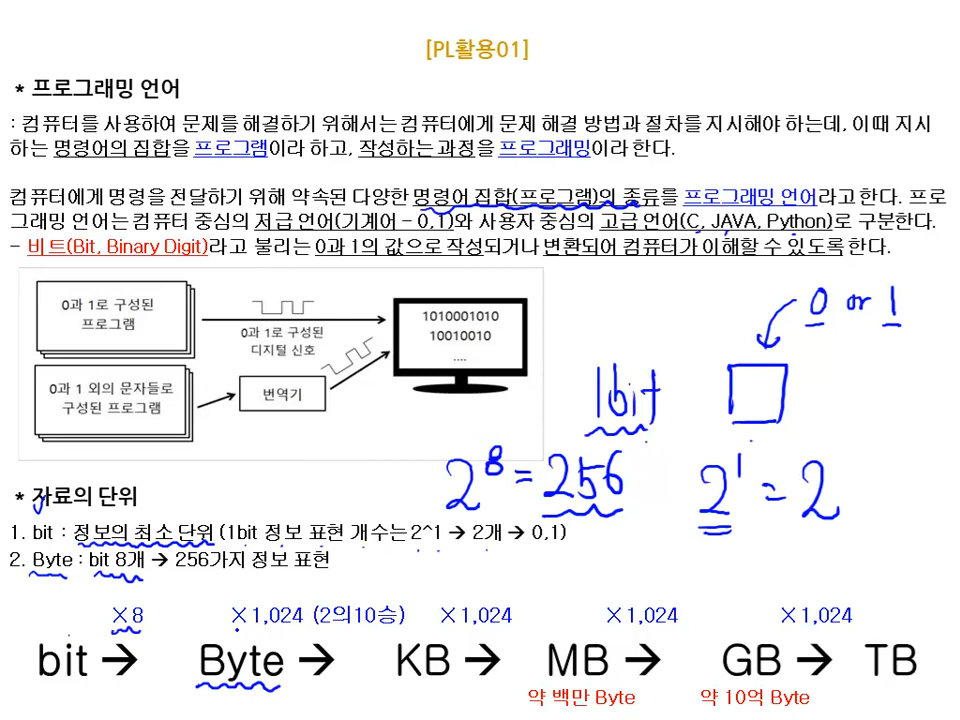 [PL활용01]
* 프로그래밍 언어
: 컴퓨터를 사용하여 문제를 해결하기 위해서는 컴퓨터에게 문제 해결 방법과 절차를 지시해야 하는데, 이때 지시
하는 명령어의 집합을 프로그램이라 하고, 작성하는 과정을 프로그래밍이라 한다.
컴퓨터에게 명령을 전달하기 위해 약속된 다양한 명령어 집합(프로그램)의 종류를 프로그래밍 언어라고 한다. 프로
그래밍 언어는 컴퓨터 중심의 저급 언어(기계어 - 0,1)와 사용자 중심의 고급 언어(C, JAVA, Python)로 구분한다.
- 비트(Bit, Binary Digit)라고 불리는 0과 1의 값으로 작성되거나 변환되어 컴퓨터가 이해할 수 있도록 한다.
0과 1로 구성된
프로그램
0과 1로 구성된
디지털 신호
1010001010
10010010
....
0과 1 외의 문자들로
구성된 프로그램
번역기
0 or 1
1bit
2^8 = 256
2^1 = 2
* 자료의 단위
1. bit : 정보의 최소 단위 (1bit 정보 표현 개수는 2^1 → 2개 → 0,1)
2. Byte : bit 8개 → 256가지 정보 표현
×8 ×1,024 (2의10승) ×1,024 ×1,024 ×1,024
bit → Byte → KB → MB → GB → TB
약 백만 Byte 약 10억 Byte